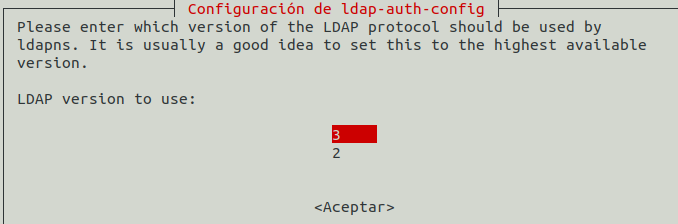 Configuración de ldap-auth-config
Please enter which version of the LDAP protocol should be used by
ldapns. It is usually a good idea to set this to the highest available
version.
LDAP version to use:
3
2
<Aceptar>